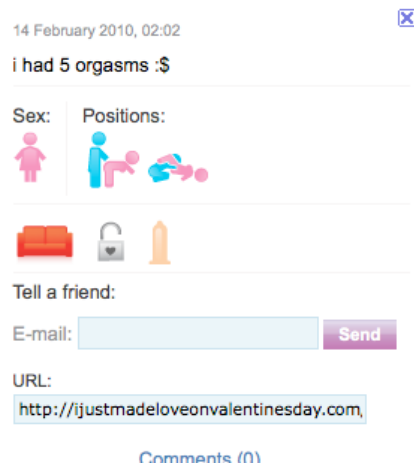 14 February 2010, 02:02
i had 5 orgasms :$
Sex: Positions:
Tell a friend:
E-mail: Send
URL:
http://ijustmadeloveonvalentinesday.com,
Comments (0)